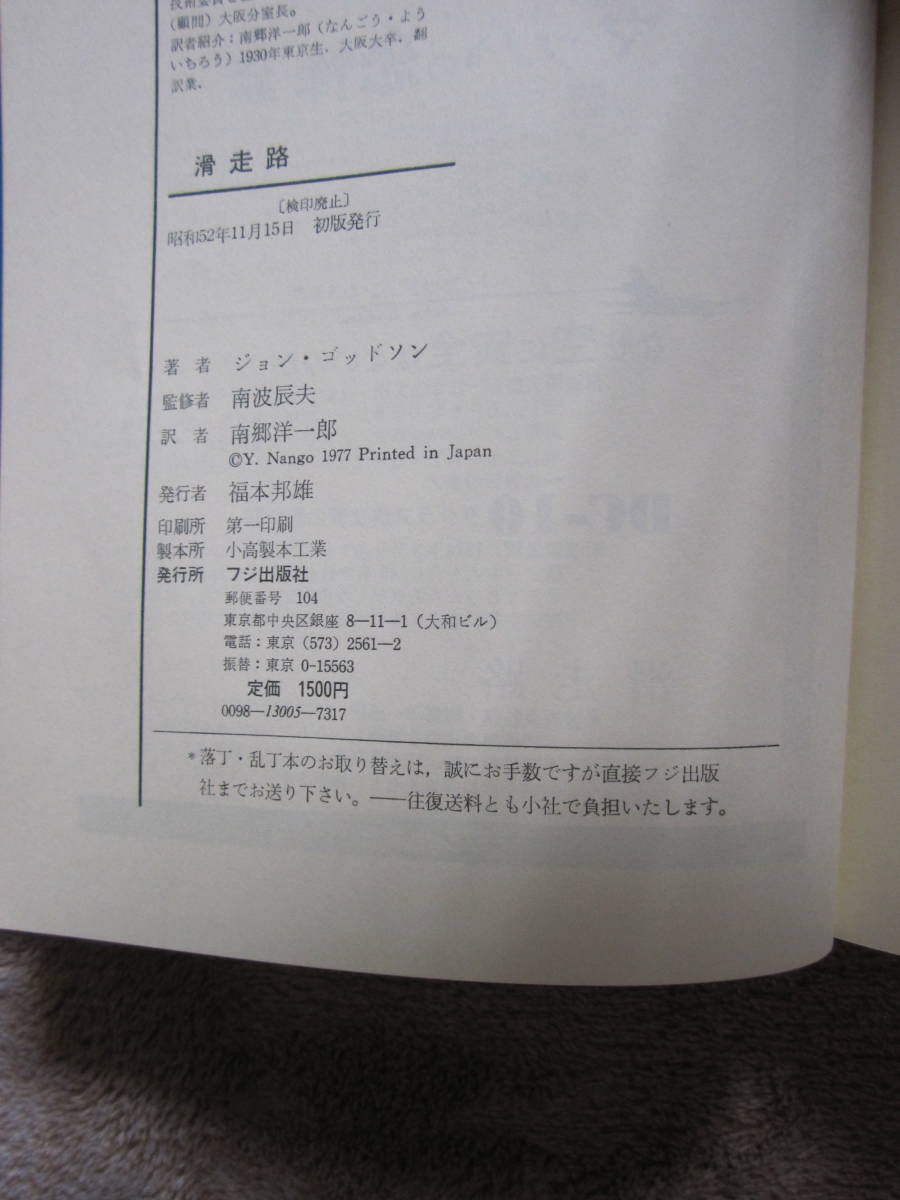 (顧問)大阪分室長。
訳者紹介:南郷洋一郎(なんごう・よう
いちろう)1930年東京生．大阪大卒．翻
訳業．
滑走路
〔検印廃止〕
昭和52年11月15日 初版発行
著者 ジョン・ゴッドソン
監修者 南波辰夫
訳者 南郷洋一郎
©Y. Nango 1977 Printed in Japan
発行者 福本邦雄
印刷所 第一印刷
製本所 小高製本工業
発行所 フジ出版社
郵便番号 104
東京都中央区銀座 8—11—1(大和ビル)
電話:東京 (573) 2561—2
振替:東京 0-15563
定価 1500円
0098—13005—7317
*落丁・乱丁本のお取り替えは，誠にお手数ですが直接フジ出版
社までお送り下さい。——往復送料とも小社で負担いたします。